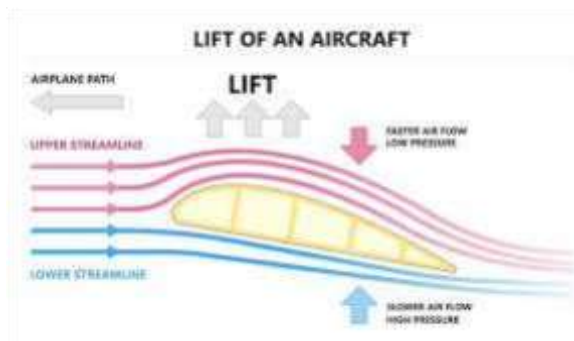 LIFT OF AN AIRCRAFT
AIRPLANE PATH
LIFT
UPPER STREAMLINE
FASTER AIR FLOW
LOW PRESSURE
LOWER STREAMLINE
SLOWER AIR FLOW
HIGH PRESSURE